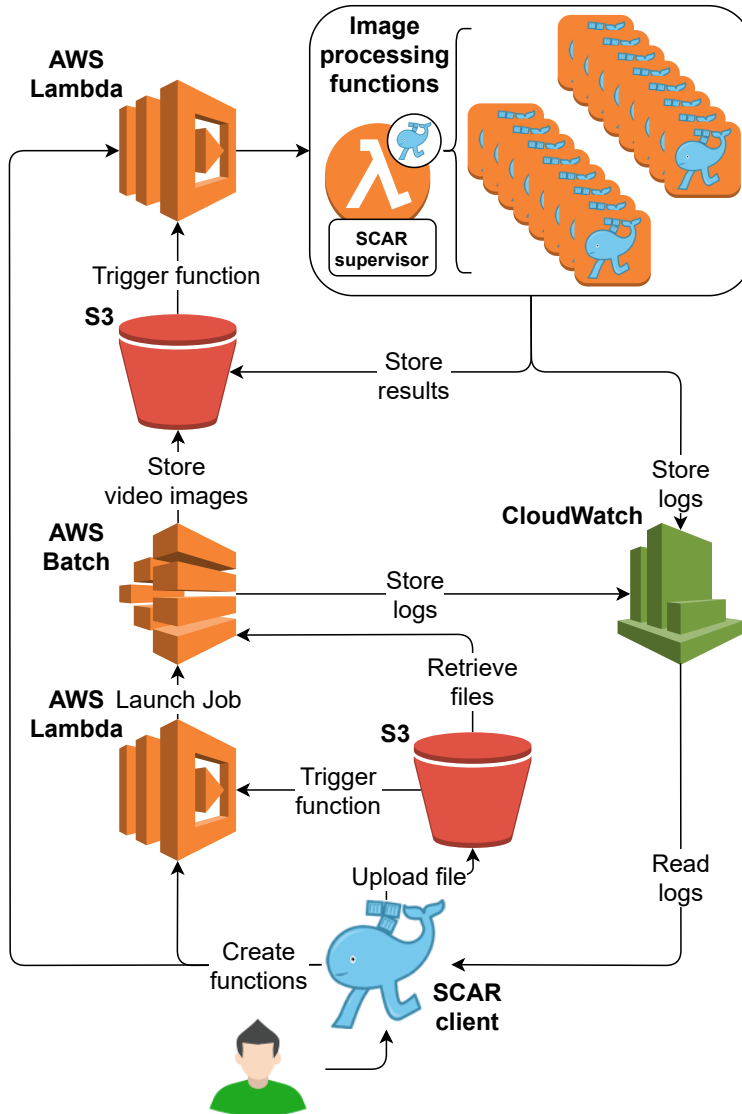 AWS
Lambda
Image
processing
functions
λ
SCAR
supervisor
Trigger function
S3
Store
results
Store
video images
Store
logs
CloudWatch
AWS
Batch
Store
logs
Retrieve
files
AWS
Lambda
Launch Job
S3
Trigger
function
Upload file
Read
logs
Create
functions
SCAR
client